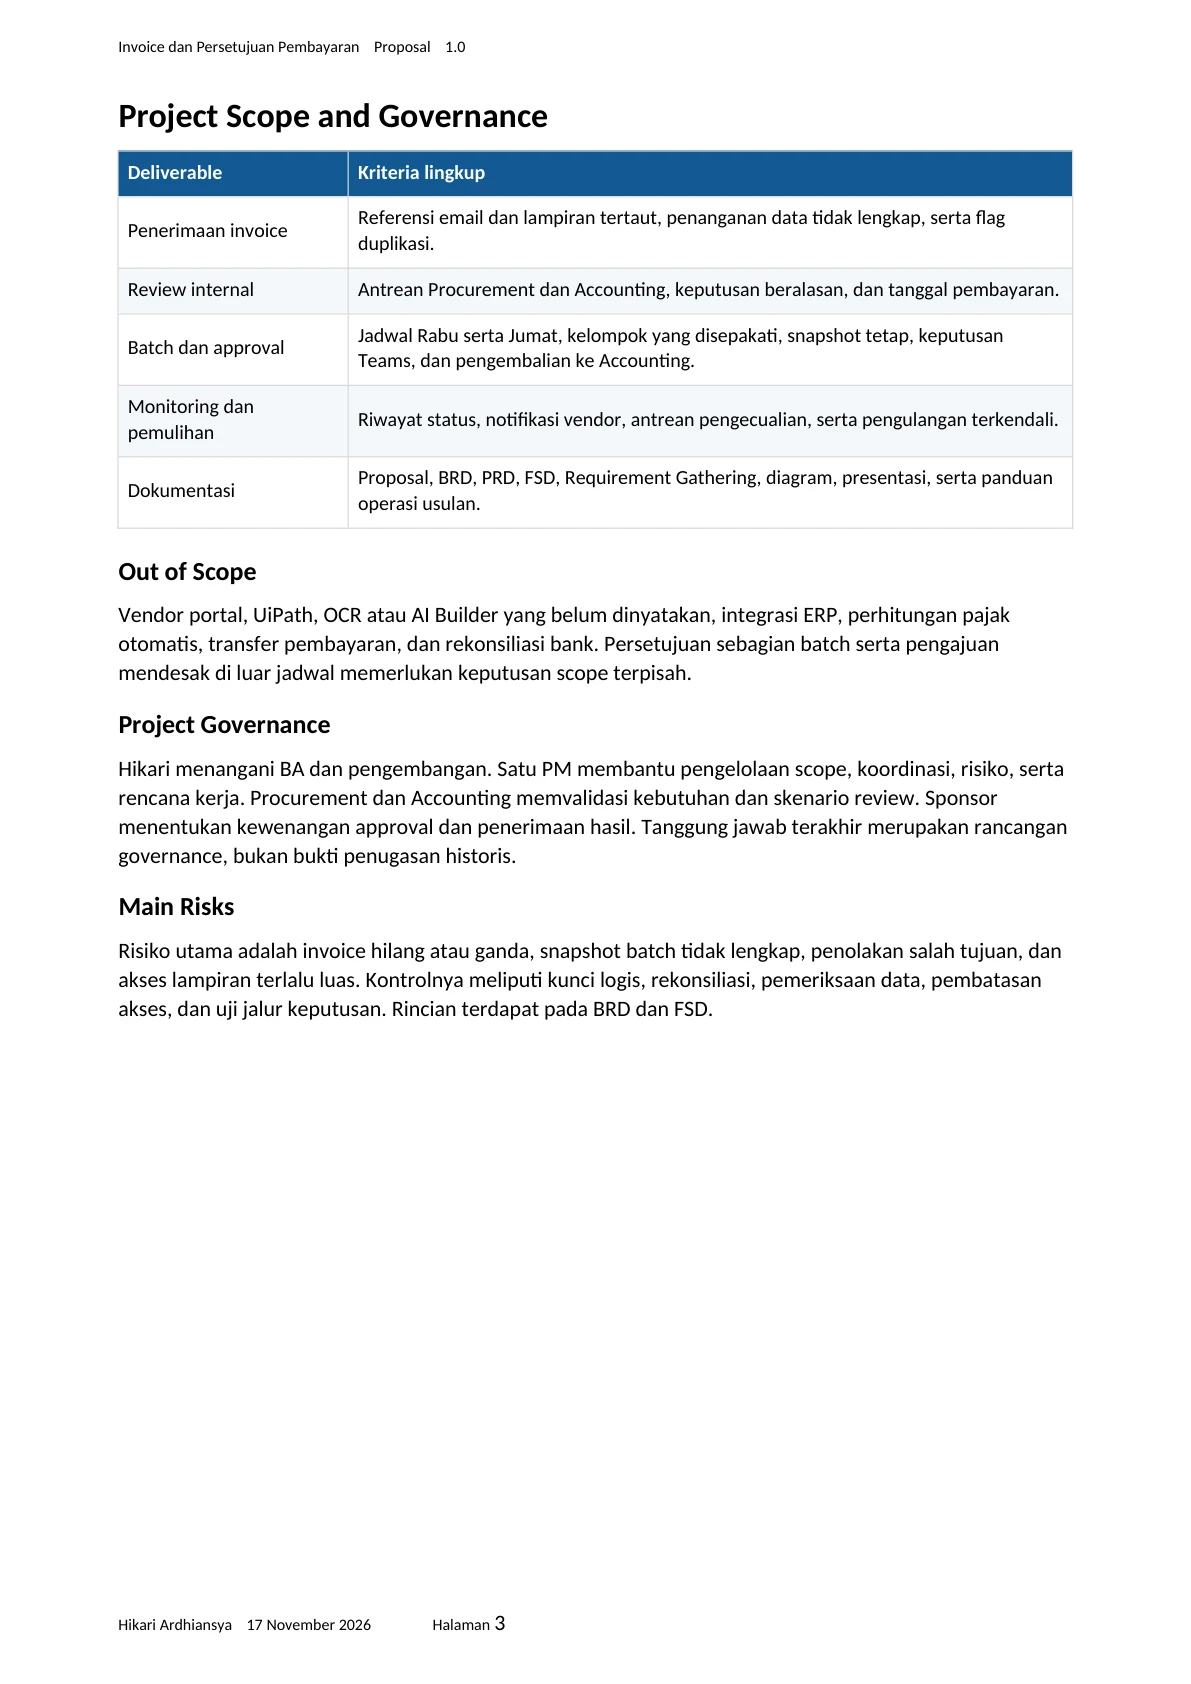 Invoice dan Persetujuan Pembayaran Proposal 1.0
Project Scope and Governance
Deliverable Kriteria lingkup
Penerimaan invoice Referensi email dan lampiran tertaut, penanganan data tidak lengkap, serta flag
duplikasi.
Review internal Antrean Procurement dan Accounting, keputusan beralasan, dan tanggal pembayaran.
Batch dan approval Jadwal Rabu serta Jumat, kelompok yang disepakati, snapshot tetap, keputusan
Teams, dan pengembalian ke Accounting.
Monitoring dan
pemulihan Riwayat status, notifikasi vendor, antrean pengecualian, serta pengulangan terkendali.
Dokumentasi Proposal, BRD, PRD, FSD, Requirement Gathering, diagram, presentasi, serta panduan
operasi usulan.
Out of Scope
Vendor portal, UiPath, OCR atau AI Builder yang belum dinyatakan, integrasi ERP, perhitungan pajak
otomatis, transfer pembayaran, dan rekonsiliasi bank. Persetujuan sebagian batch serta pengajuan
mendesak di luar jadwal memerlukan keputusan scope terpisah.
Project Governance
Hikari menangani BA dan pengembangan. Satu PM membantu pengelolaan scope, koordinasi, risiko, serta
rencana kerja. Procurement dan Accounting memvalidasi kebutuhan dan skenario review. Sponsor
menentukan kewenangan approval dan penerimaan hasil. Tanggung jawab terakhir merupakan rancangan
governance, bukan bukti penugasan historis.
Main Risks
Risiko utama adalah invoice hilang atau ganda, snapshot batch tidak lengkap, penolakan salah tujuan, dan
akses lampiran terlalu luas. Kontrolnya meliputi kunci logis, rekonsiliasi, pemeriksaan data, pembatasan
akses, dan uji jalur keputusan. Rincian terdapat pada BRD dan FSD.
Hikari Ardhiansya 17 November 2026 Halaman 3